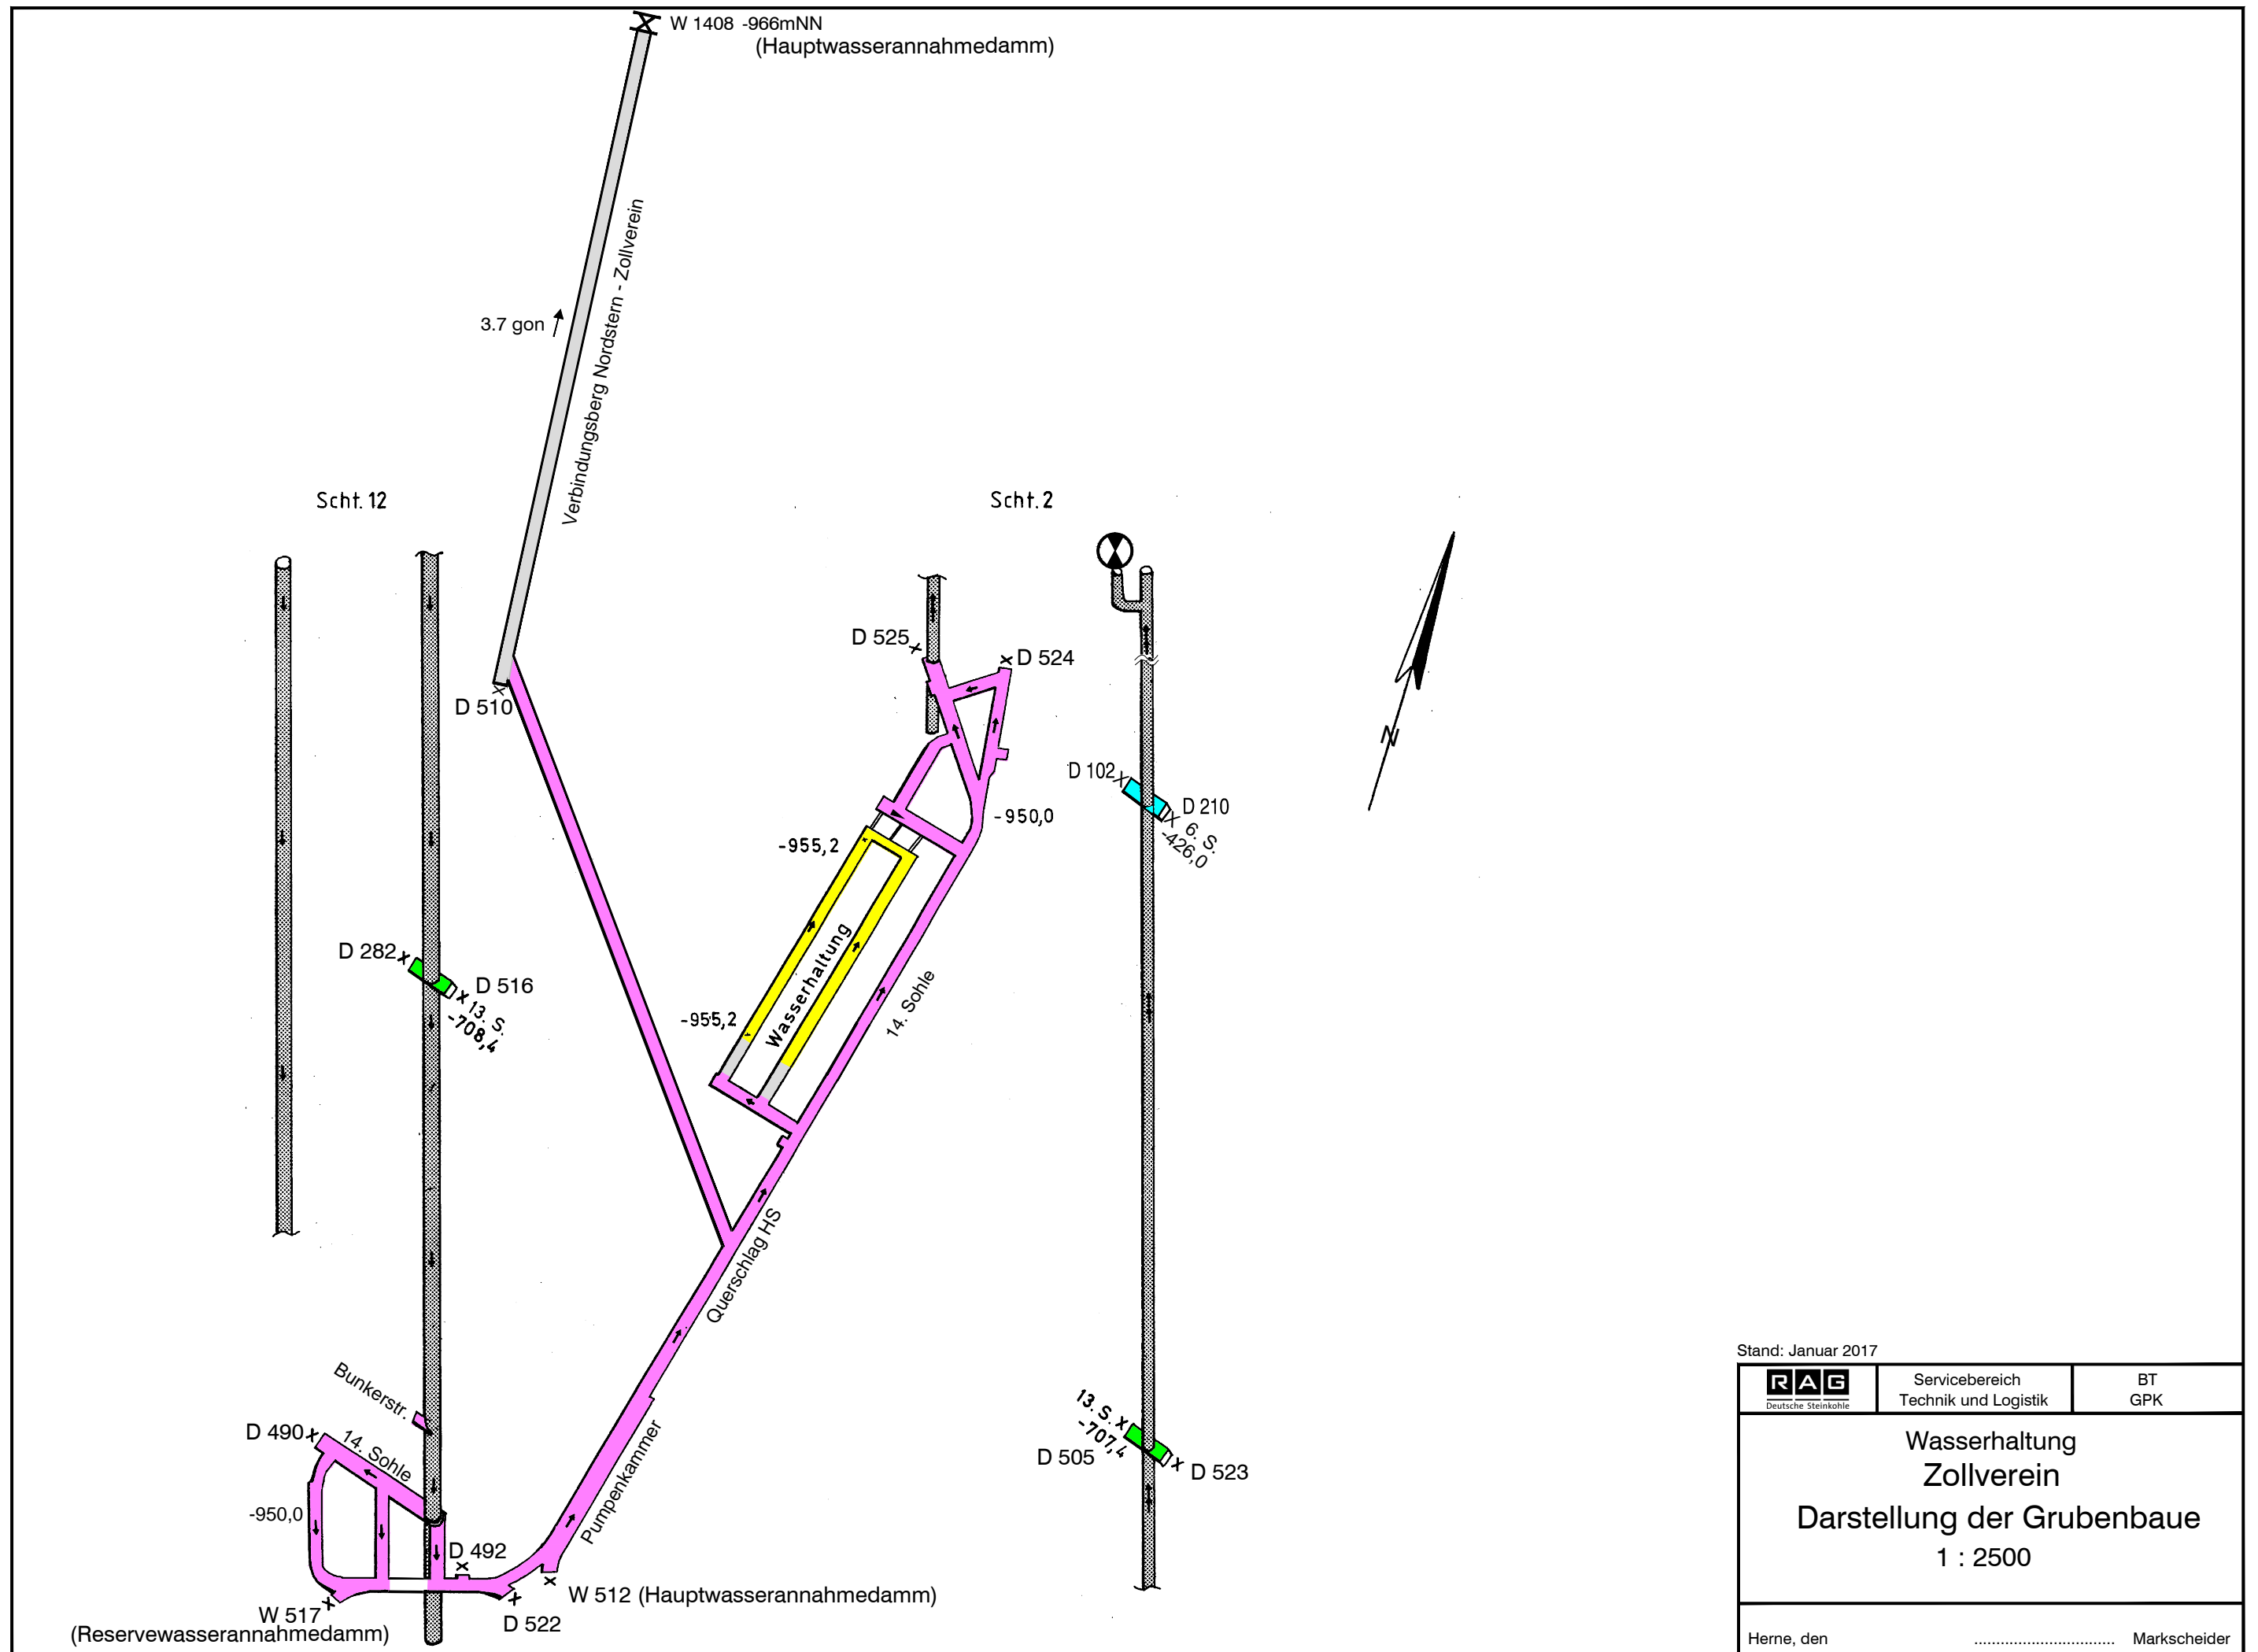 W 1408 -966mNN
(Hauptwasserannahmedamm)
Verbindungsberg Nordstern - Zollverein
3.7 gon
Scht. 12
Scht. 2
D 525
D 524
D 510
N
D 102
D 210
6. S.
-426,0
-950,0
-955,2
Wasserhaltung
D 282
D 516
13. S.
-708,4
-955,2
14. Sohle
Querschlag HS
Bunkerstr.
D 490
14. Sohle
-950,0
Pumpenkammer
13. S.
-707,4
D 505
D 523
D 492
W 512 (Hauptwasserannahmedamm)
D 522
W 517
(Reservewasserannahmedamm)
Stand: Januar 2017
RAG
Deutsche Steinkohle
Servicebereich
Technik und Logistik
BT
GPK
Wasserhaltung
Zollverein
Darstellung der Grubenbaue
1 : 2500
Herne, den ................................ Markscheider